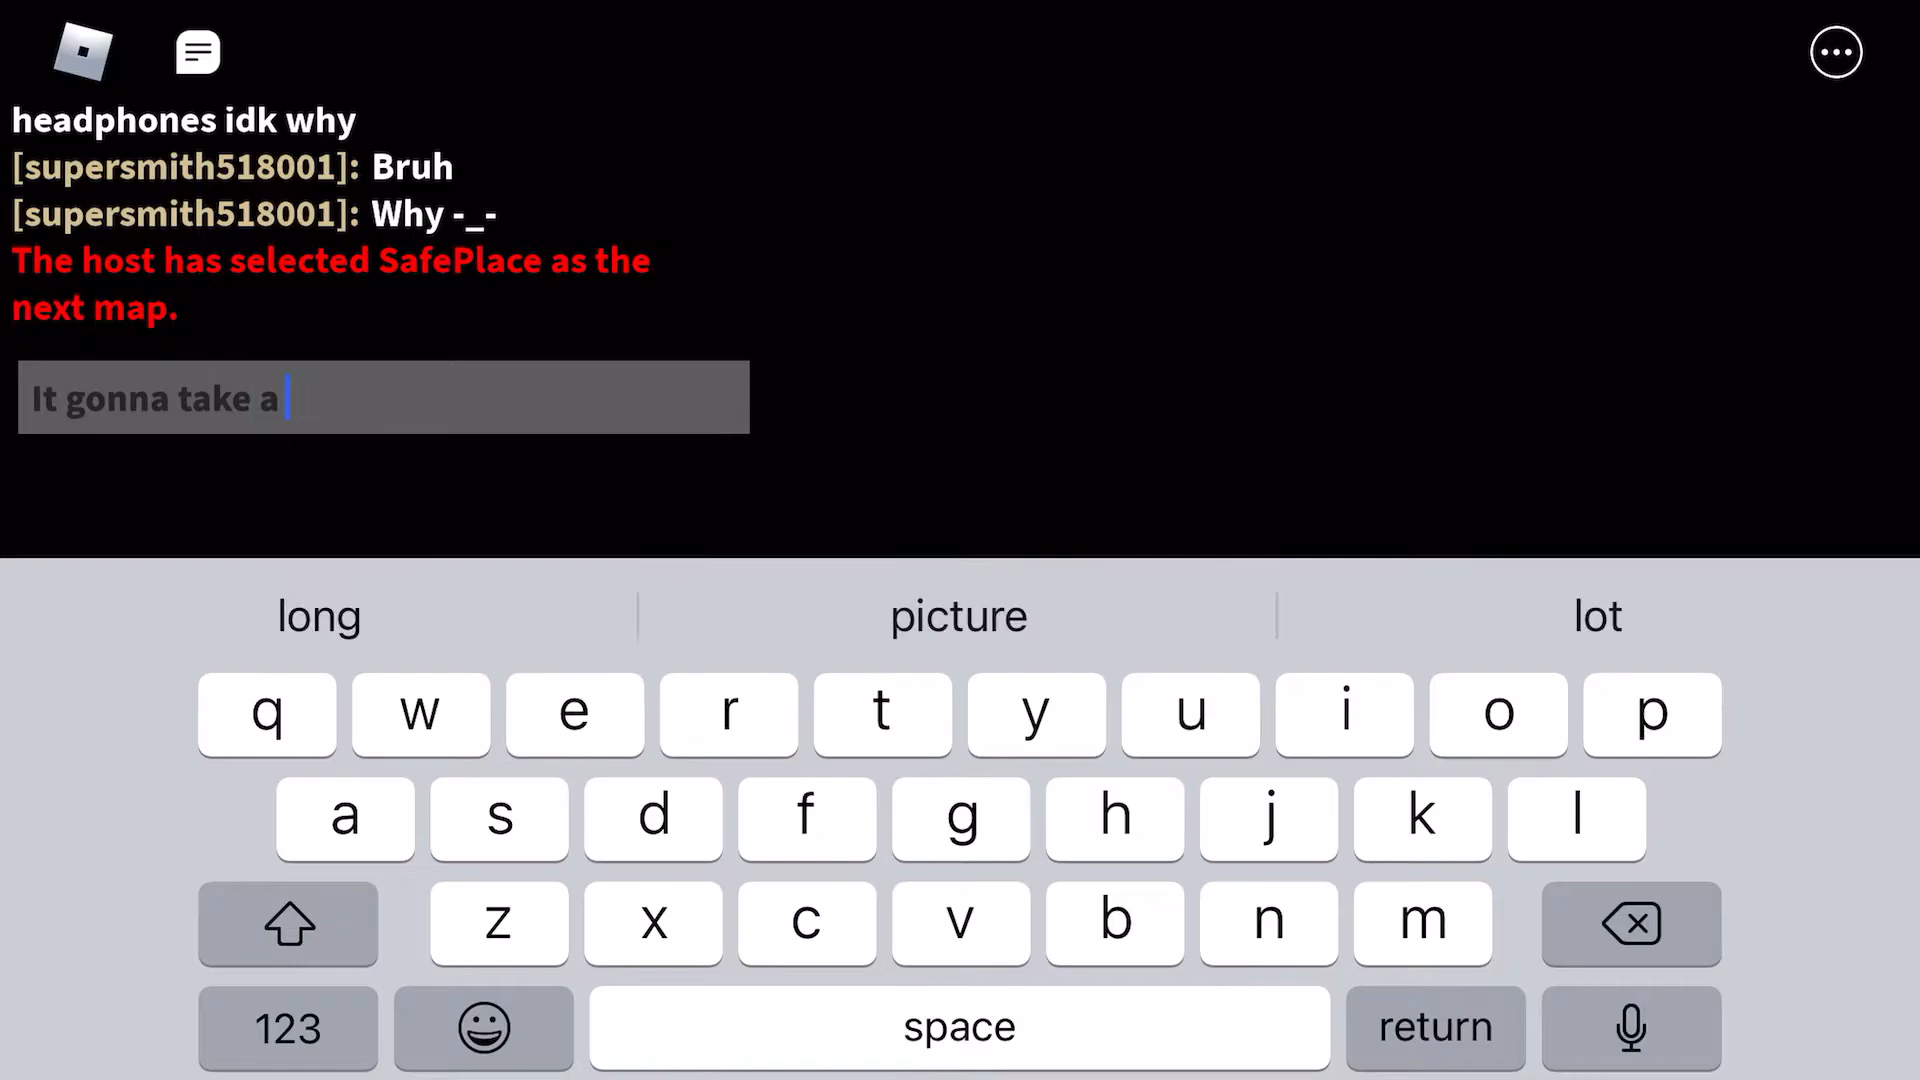 headphones idk why
[supersmith518001]: Bruh
[supersmith518001]: Why -_-
The host has selected SafePlace as the
next map.
It gonna take a
long picture lot
q w e r t y u i o p
a s d f g h j k l
z x c v b n m
123 space return